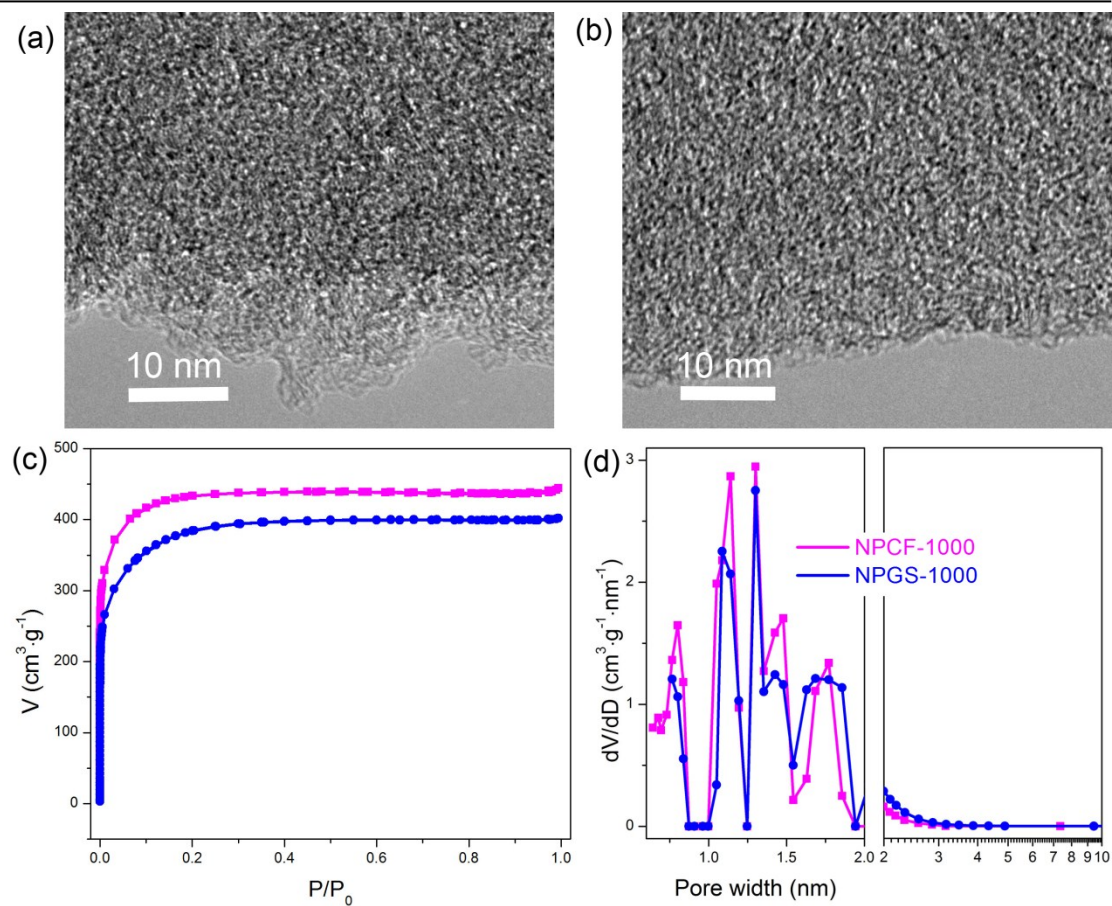 (a)
10 nm
(b)
10 nm
(c)
500
400
300
200
100
0
V (cm³·g⁻¹)
0.0 0.2 0.4 0.6 0.8 1.0
P/P₀
(d)
3
2
1
0
dV/dD (cm³·g⁻¹·nm⁻¹)
NPCF-1000
NPGS-1000
1.0 1.5 2.0 2 3 4 5 6 7 8 9 10
Pore width (nm)